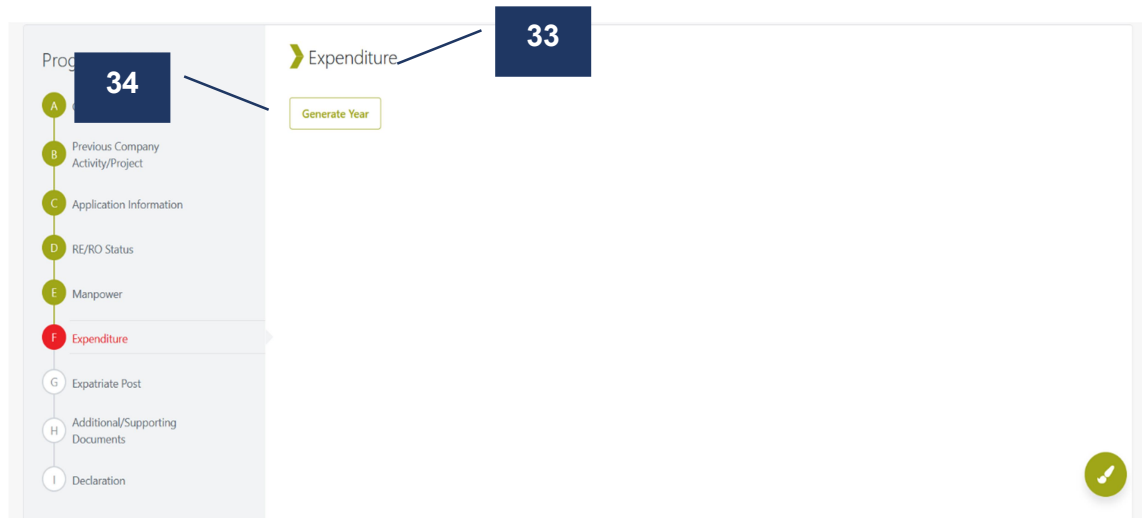 33
34
Expenditure
Generate Year
A
B
Previous Company
Activity/Project
C
Application Information
D
RE/RO Status
E
Manpower
F
Expenditure
G
Expatriate Post
H
Additional/Supporting
Documents
I
Declaration